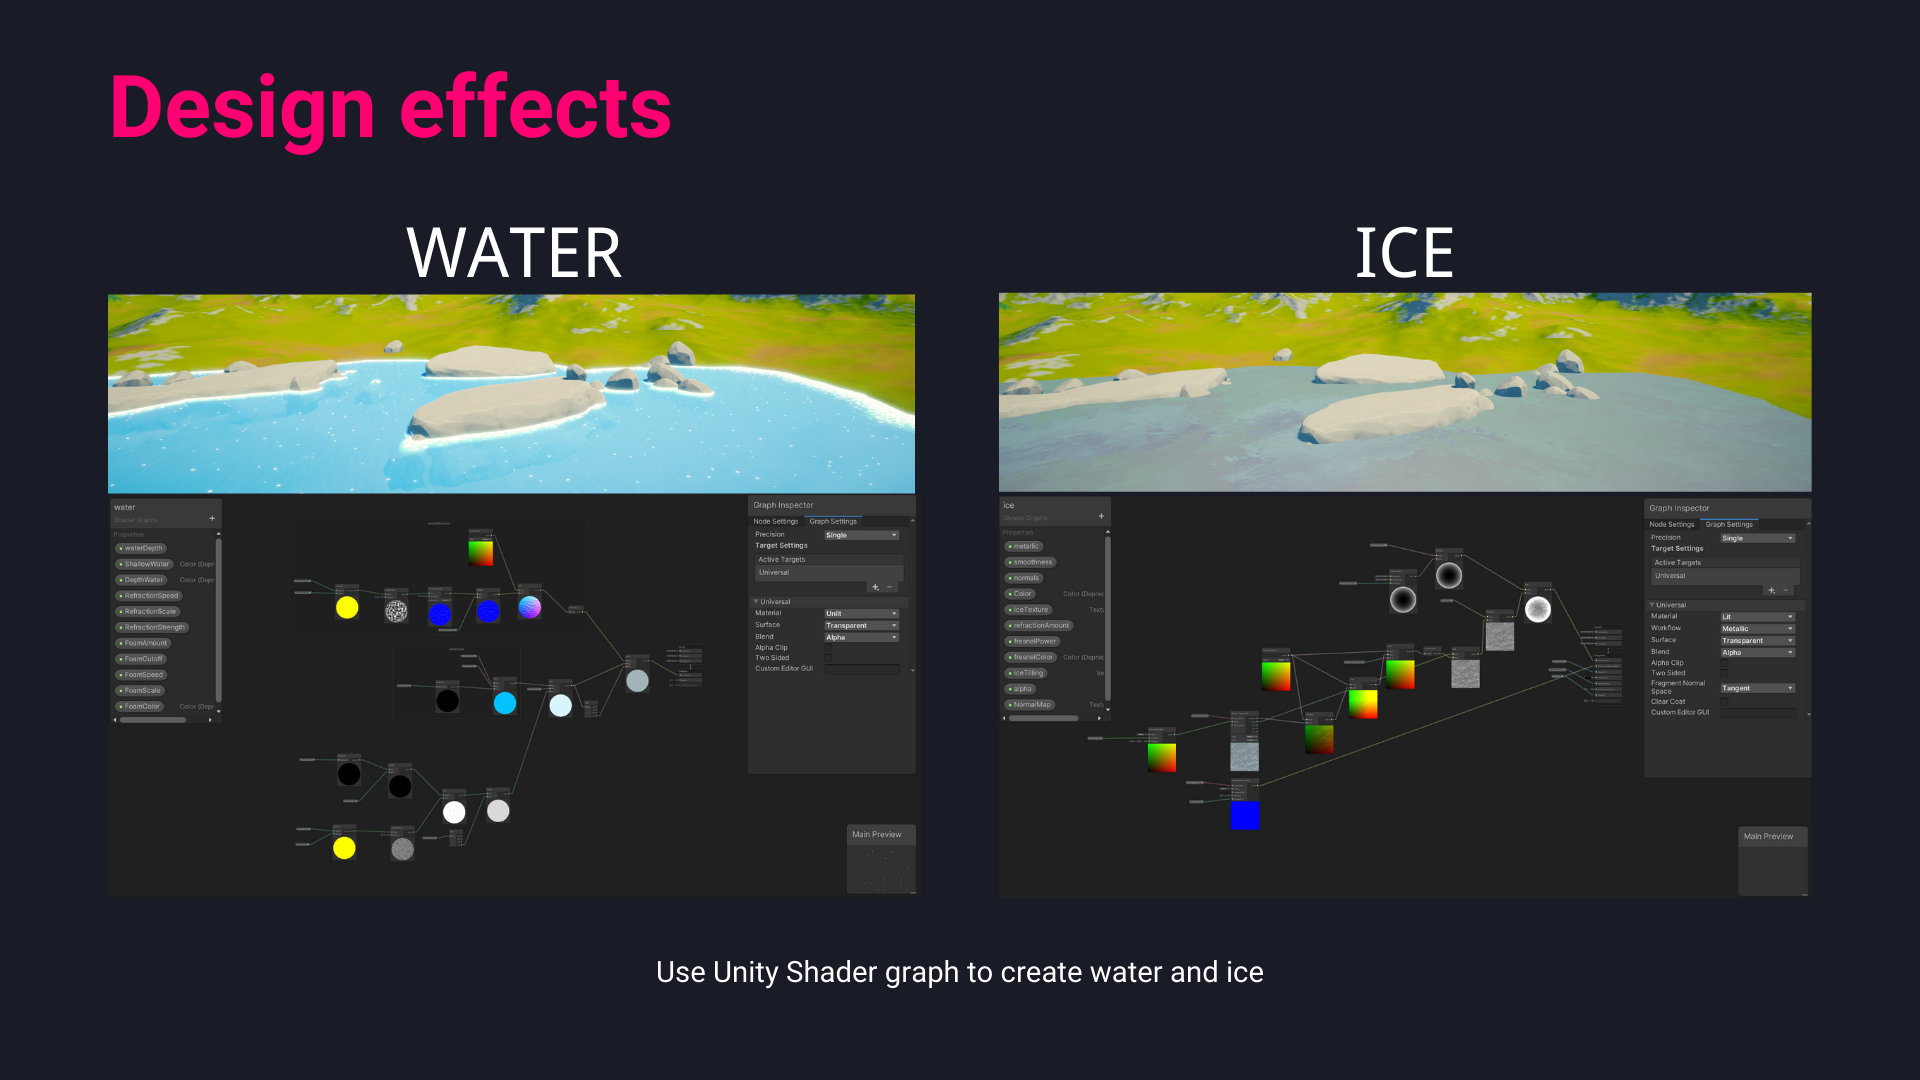 Design effects
WATER
water
Shader Graphs
+
Properties
waterDepth
ShallowWater Color (Depr
DepthWater Color (Depr
RefractionSpeed
RefractionScale
RefractionStrength
FoamAmount
FoamCutoff
FoamSpeed
FoamScale
FoamColor Color (Depr
Graph Inspector
Node Settings Graph Settings
Precision Single
Target Settings
Active Targets
Universal
+ -
Universal
Material Unlit
Surface Transparent
Blend Alpha
Alpha Clip
Two Sided
Custom Editor GUI
Main Preview
ICE
ice
Shader Graphs
+
Properties
metallic
smoothness
normals
Color Color (Deprec
iceTexture Text
refractionAmount
fresnelPower
fresnelColor Color (Deprec
iceTilling Ve
alpha
NormalMap Text
Graph Inspector
Node Settings Graph Settings
Precision Single
Target Settings
Active Targets
Universal
+ -
Universal
Material Lit
Workflow Metallic
Surface Transparent
Blend Alpha
Alpha Clip
Two Sided
Fragment Normal
Space Tangent
Clear Coat
Custom Editor GUI
Main Preview
Use Unity Shader graph to create water and ice